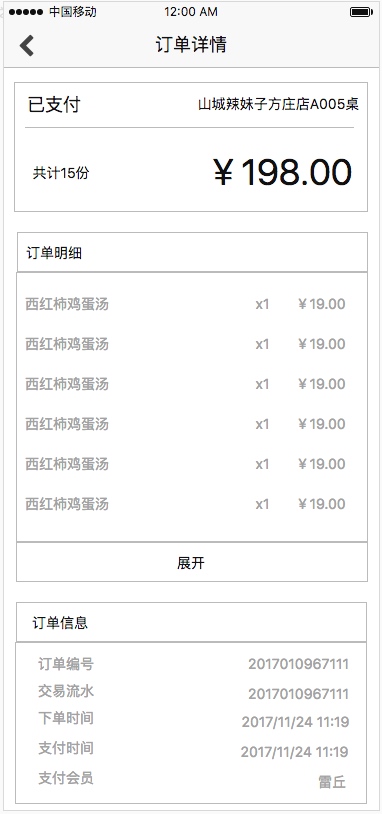 中国移动 12:00 AM
订单详情
已支付 山城辣妹子方庄店A005桌
共计15份 ￥198.00
订单明细
西红柿鸡蛋汤 x1 ￥19.00
西红柿鸡蛋汤 x1 ￥19.00
西红柿鸡蛋汤 x1 ￥19.00
西红柿鸡蛋汤 x1 ￥19.00
西红柿鸡蛋汤 x1 ￥19.00
西红柿鸡蛋汤 x1 ￥19.00
展开
订单信息
订单编号 2017010967111
交易流水 2017010967111
下单时间 2017/11/24 11:19
支付时间 2017/11/24 11:19
支付会员 雷丘